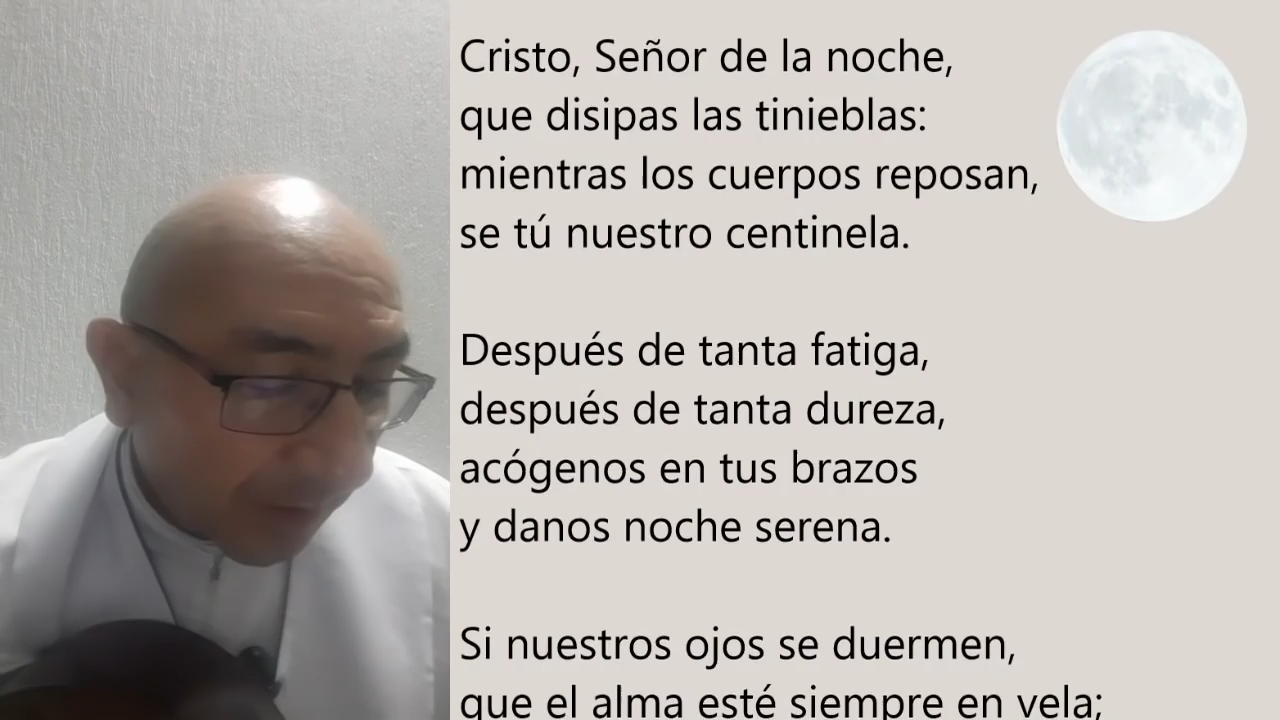 Cristo, Señor de la noche,
que disipas las tinieblas:
mientras los cuerpos reposan,
se tú nuestro centinela.
Después de tanta fatiga,
después de tanta dureza,
acógenos en tus brazos
y danos noche serena.
Si nuestros ojos se duermen,
que el alma esté siempre en vela;